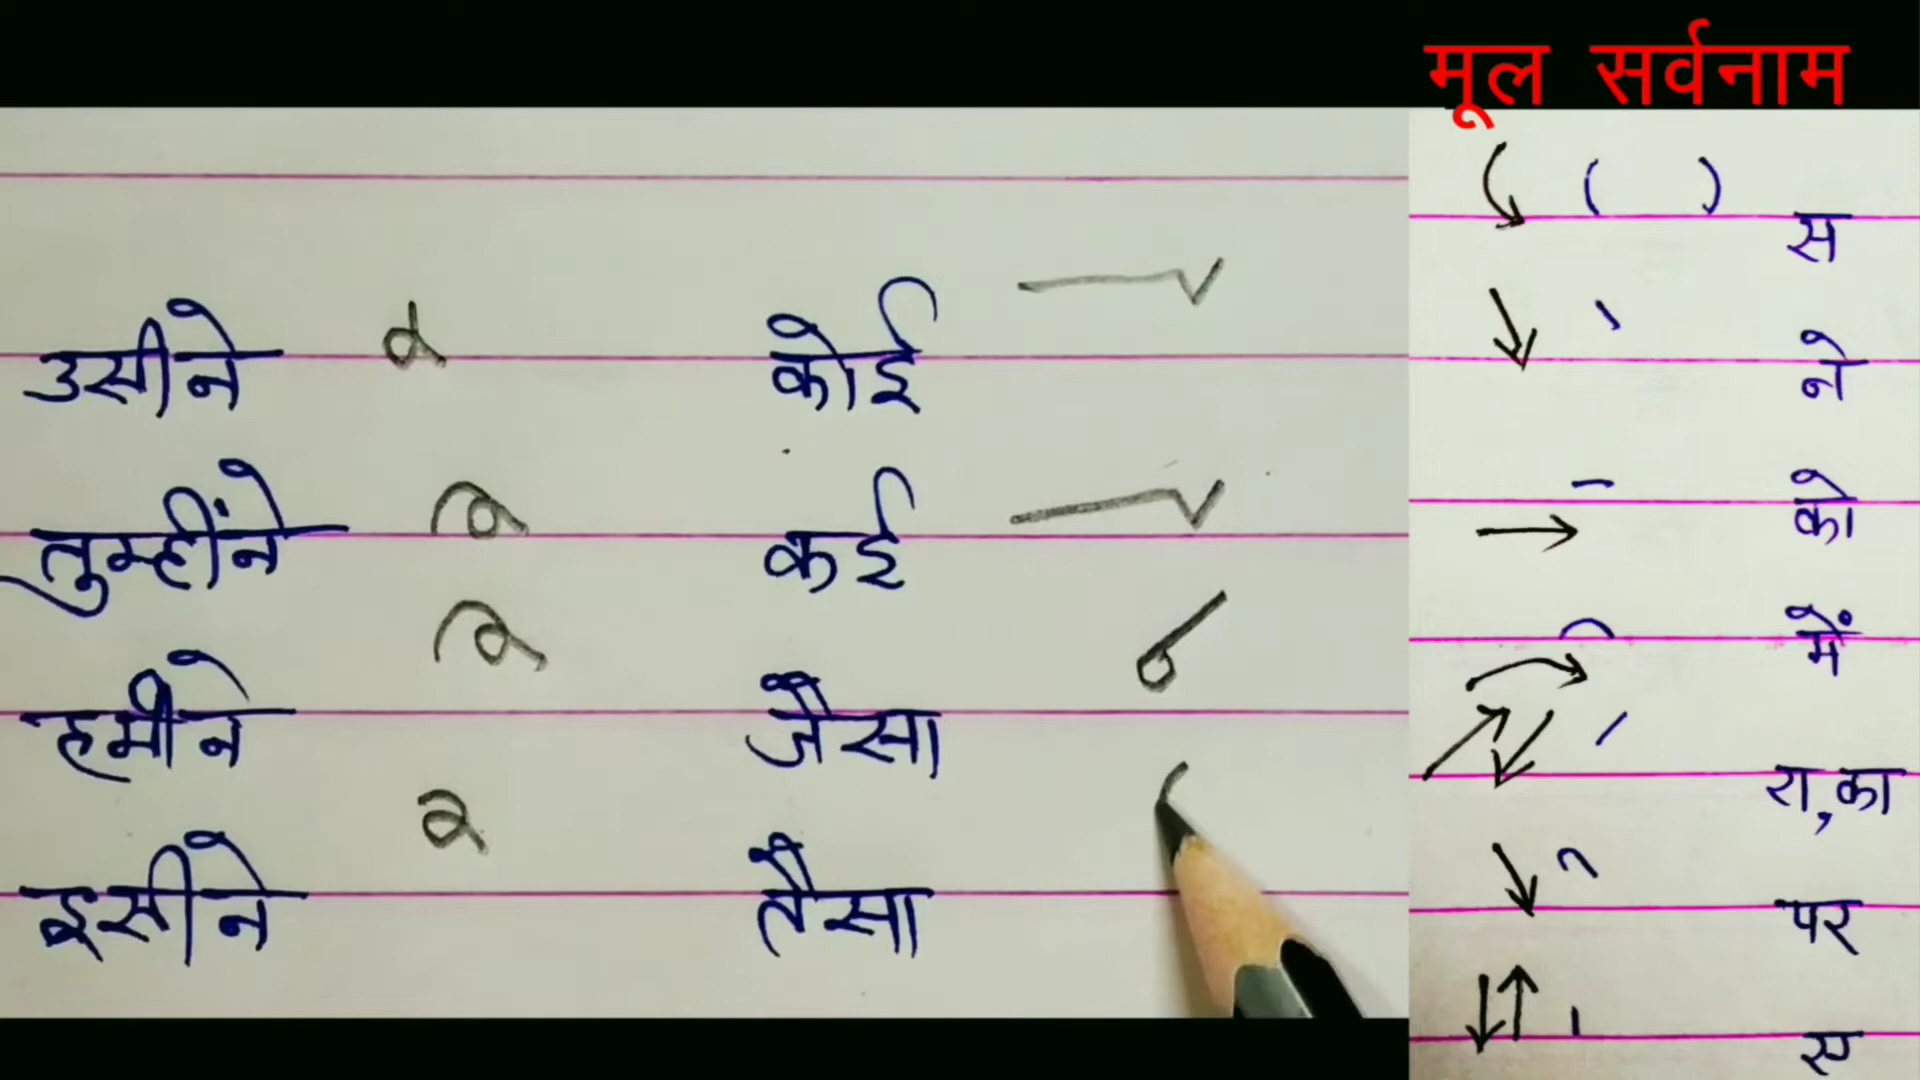 मूल सर्वनाम
उसीने कोई
तुम्हींने कई
हमीने जैसा
इसीने तैसा
स
ने
को
में
रा, का
पर